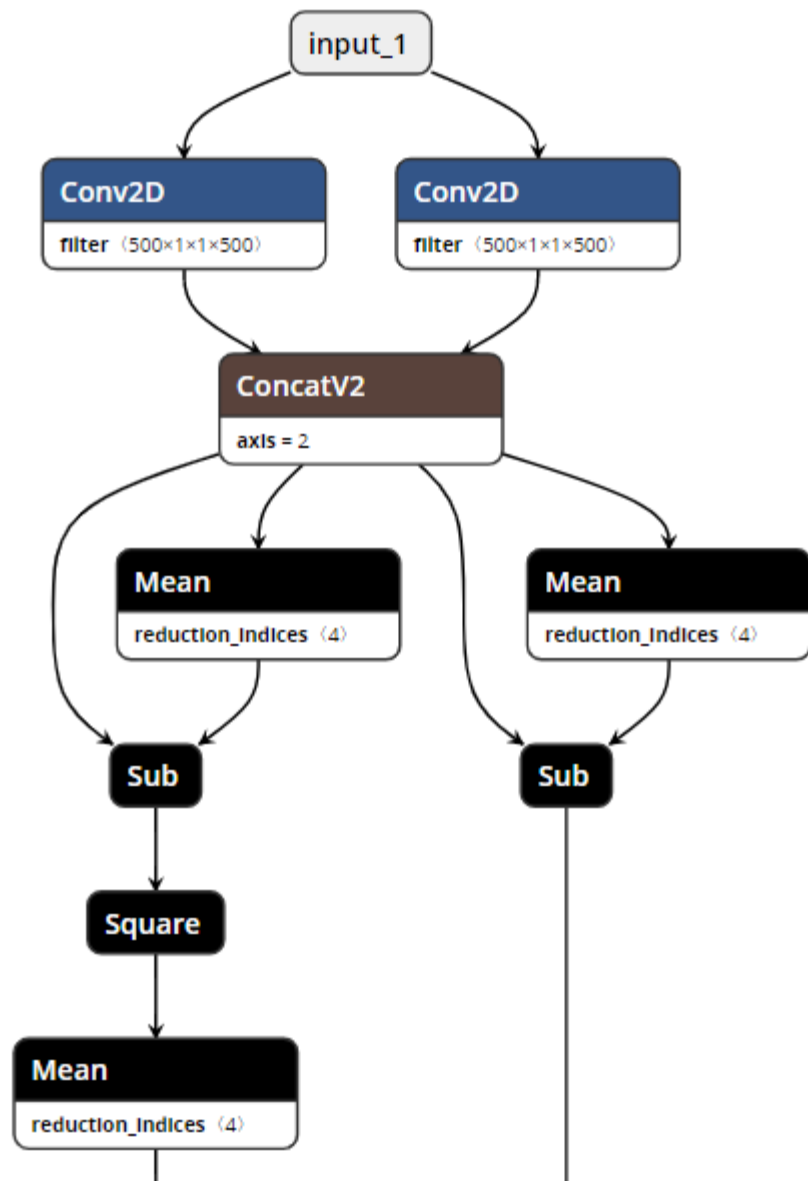 input_1
Conv2D
Conv2D
filter 〈500×1×1×500〉
filter 〈500×1×1×500〉
ConcatV2
axis = 2
Mean
Mean
reduction_indices 〈4〉
reduction_indices 〈4〉
Sub
Sub
Square
Mean
reduction_indices 〈4〉